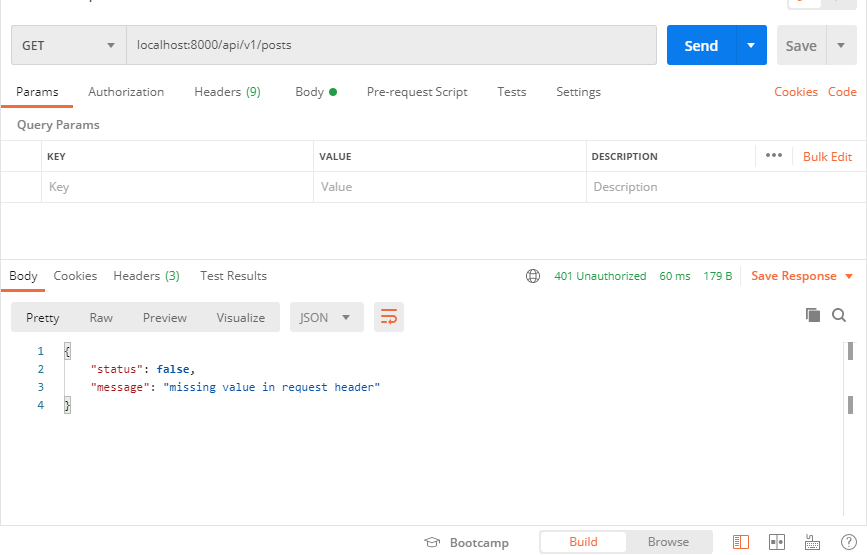 GET localhost:8000/api/v1/posts Send Save
Params Authorization Headers (9) Body Pre-request Script Tests Settings Cookies Code
Query Params
KEY VALUE DESCRIPTION ••• Bulk Edit
Key Value Description
Body Cookies Headers (3) Test Results 401 Unauthorized 60 ms 179 B Save Response
Pretty Raw Preview Visualize JSON
1 {
2 "status": false,
3 "message": "missing value in request header"
4 }
Bootcamp Build Browse ?